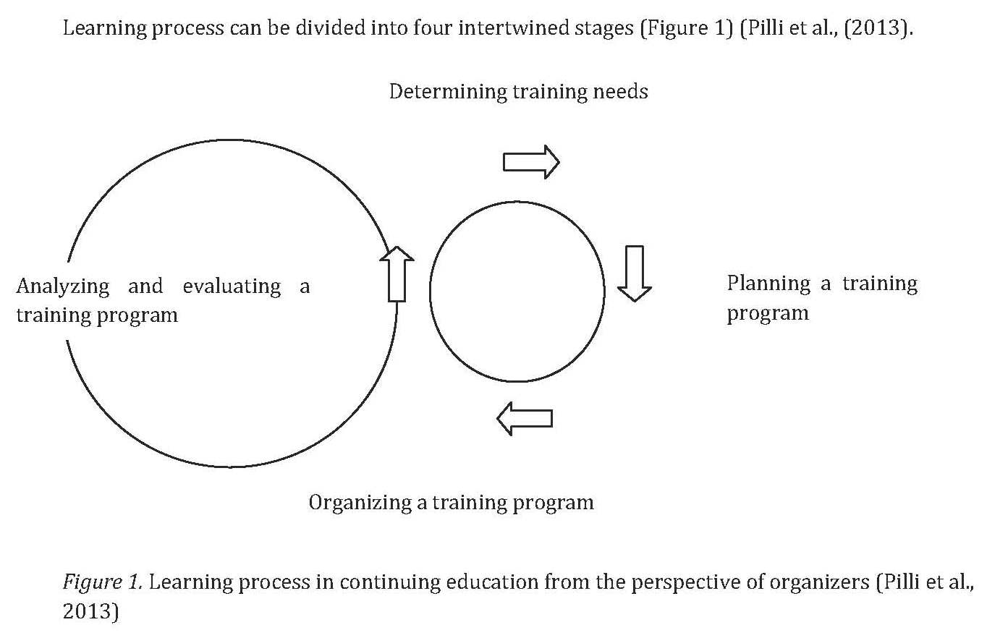 Learning process can be divided into four intertwined stages (Figure 1) (Pilli et al., (2013).
Determining training needs
Analyzing and evaluating a
training program
Planning a training
program
Organizing a training program
Figure 1. Learning process in continuing education from the perspective of organizers (Pilli et al.,
2013)